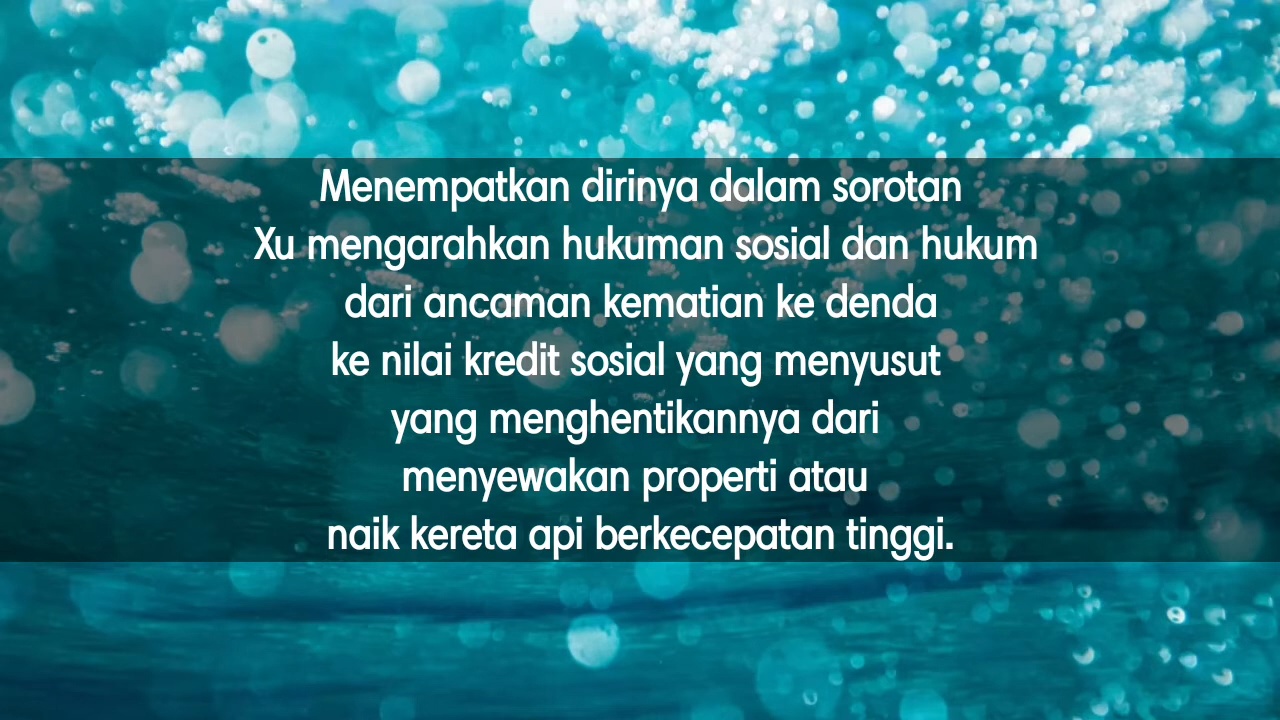 Menempatkan dirinya dalam sorotan
Xu mengarahkan hukuman sosial dan hukum
dari ancaman kematian ke denda
ke nilai kredit sosial yang menyusut
yang menghentikannya dari
menyewakan properti atau
naik kereta api berkecepatan tinggi.